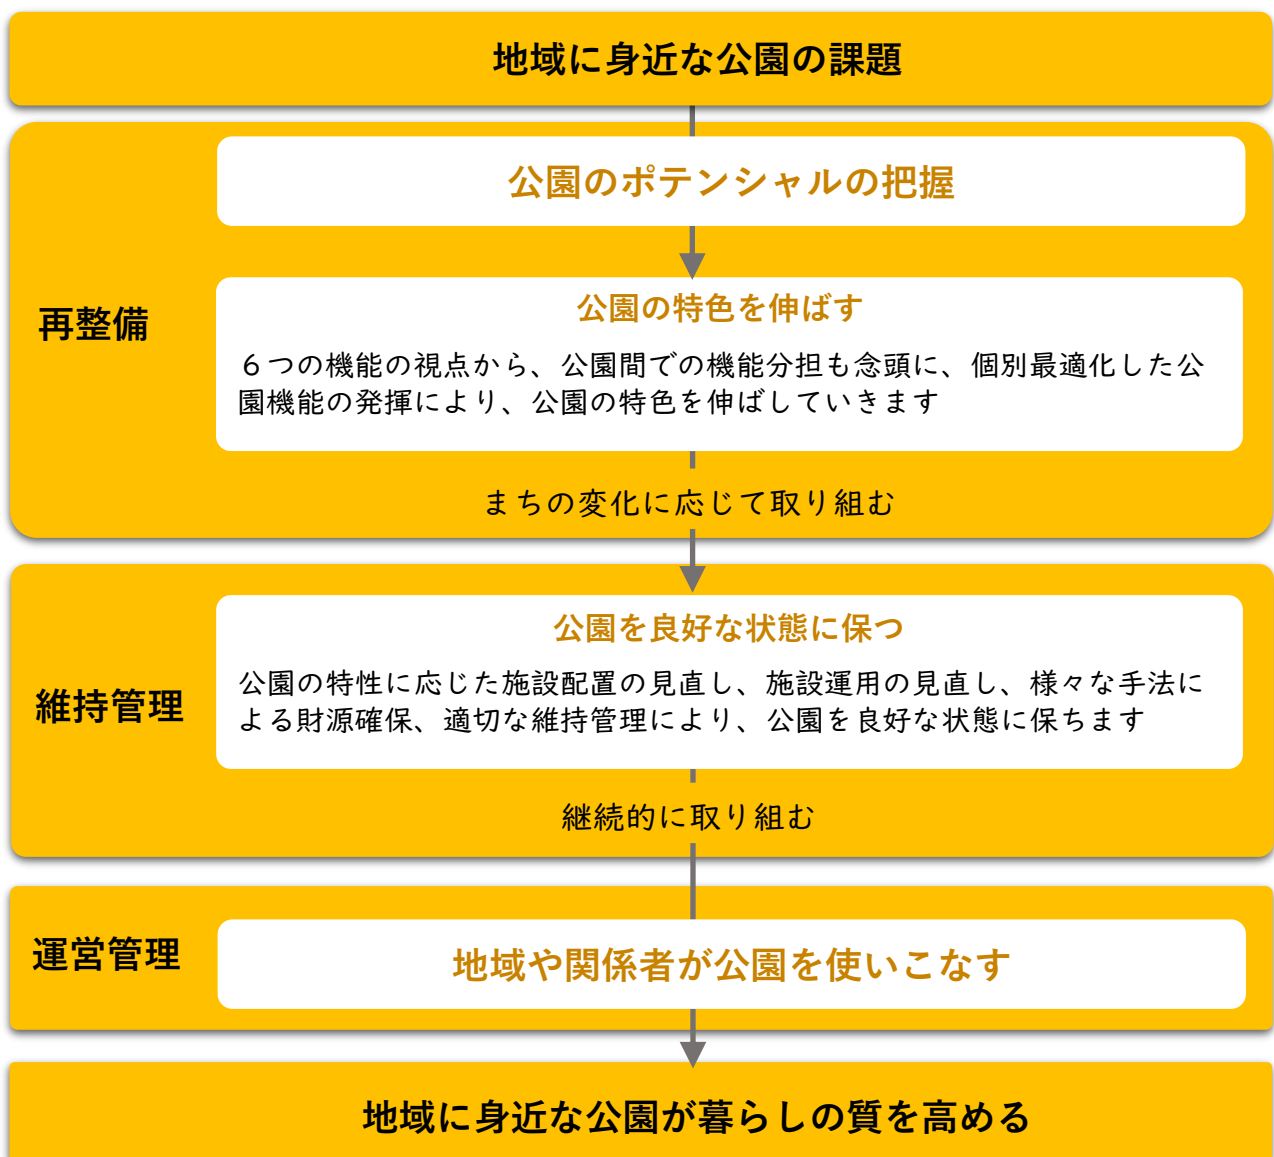 地域に身近な公園の課題
公園のポテンシャルの把握
再整備
公園の特色を伸ばす
６つの機能の視点から、公園間での機能分担も念頭に、個別最適化した公
園機能の発揮により、公園の特色を伸ばしていきます
まちの変化に応じて取り組む
維持管理
公園を良好な状態に保つ
公園の特性に応じた施設配置の見直し、施設運用の見直し、様々な手法に
よる財源確保、適切な維持管理により、公園を良好な状態に保ちます
継続的に取り組む
運営管理
地域や関係者が公園を使いこなす
地域に身近な公園が暮らしの質を高める